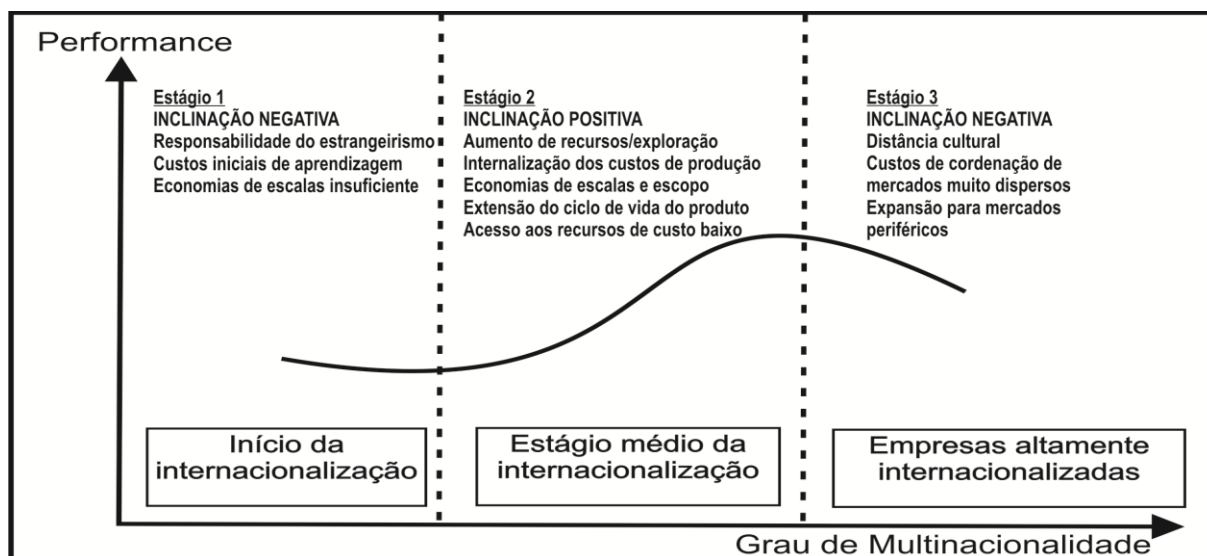 Performance
Estágio 1
INCLINAÇÃO NEGATIVA
Responsabilidade do estrangeirismo
Custos iniciais de aprendizagem
Economias de escalas insuficiente
Estágio 2
INCLINAÇÃO POSITIVA
Aumento de recursos/exploração
Internalização dos custos de produção
Economias de escalas e escopo
Extensão do ciclo de vida do produto
Acesso aos recursos de custo baixo
Estágio 3
INCLINAÇÃO NEGATIVA
Distância cultural
Custos de cordenação de
mercados muito dispersos
Expansão para mercados
periféricos
Início da
internacionalização
Estágio médio da
internacionalização
Empresas altamente
internacionalizadas
Grau de Multinacionalidade